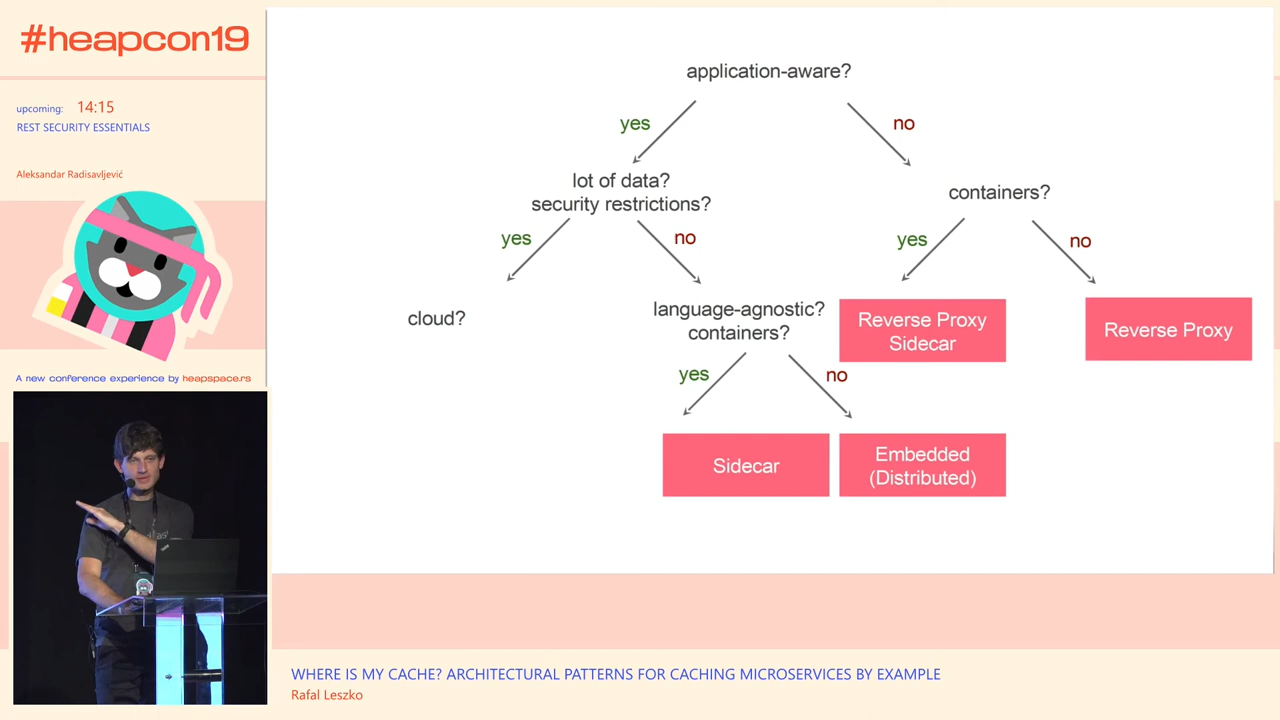 #heapcon19
upcoming: 14:15
REST SECURITY ESSENTIALS
Aleksandar Radisavljević
A new conference experience by heapspace.rs
application-aware?
yes
no
lot of data?
security restrictions?
containers?
yes
no
yes
no
cloud?
language-agnostic?
containers?
Reverse Proxy
Sidecar
Reverse Proxy
yes
no
Sidecar
Embedded
(Distributed)
WHERE IS MY CACHE? ARCHITECTURAL PATTERNS FOR CACHING MICROSERVICES BY EXAMPLE
Rafal Leszko